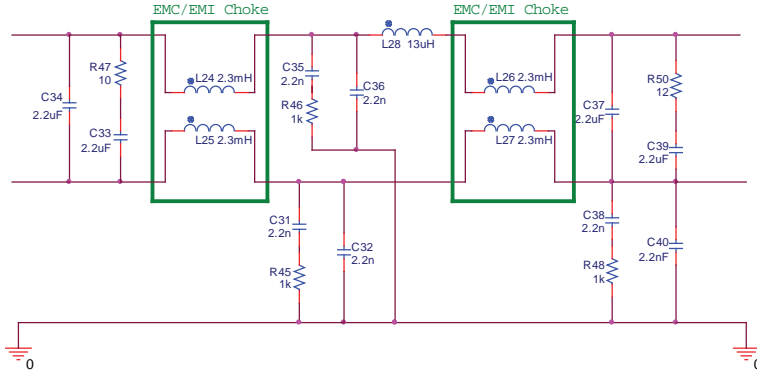 EMC/EMI Choke
EMC/EMI Choke
L28 13uH
R47
10
C34
2.2uF
C33
2.2uF
L24 2.3mH
L25 2.3mH
C35
2.2n
R46
1k
C36
2.2n
L26 2.3mH
L27 2.3mH
C37
2.2uF
R50
12
C39
2.2uF
C31
2.2n
R45
1k
C32
2.2n
C38
2.2n
R48
1k
C40
2.2nF
0
0